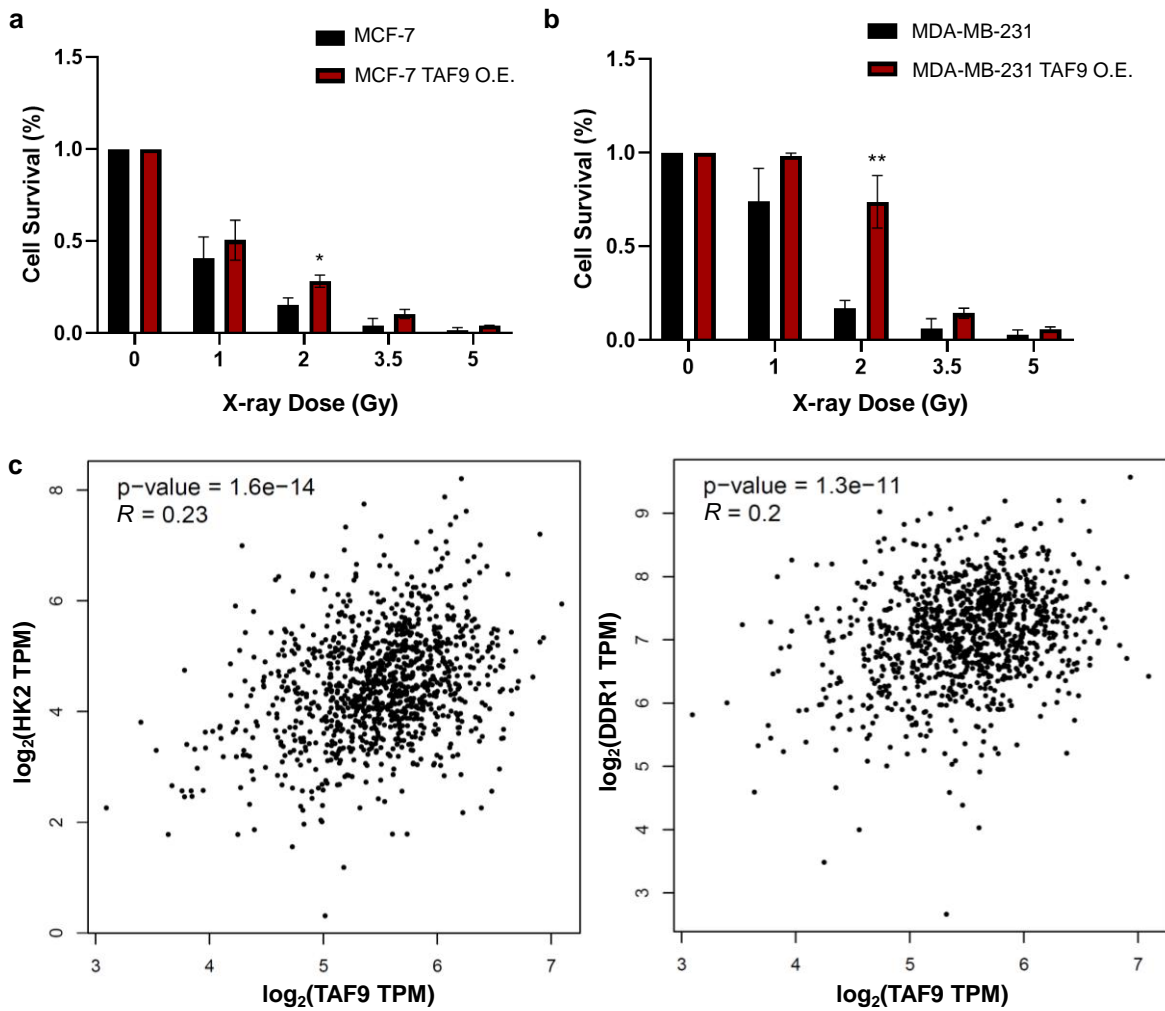 a
MCF-7
MCF-7 TAF9 O.E.
1.5
1.0
0.5
0.0
Cell Survival (%)
0 1 2 3.5 5
*
X-ray Dose (Gy)
b
MDA-MB-231
MDA-MB-231 TAF9 O.E.
1.5
1.0
0.5
0.0
Cell Survival (%)
**
0 1 2 3.5 5
X-ray Dose (Gy)
c
p-value = 1.6e-14
R = 0.23
8
6
4
2
0
log₂(HK2 TPM)
3 4 5 6 7
log₂(TAF9 TPM)
p-value = 1.3e-11
R = 0.2
9
8
7
6
5
4
3
log₂(DDR1 TPM)
3 4 5 6 7
log₂(TAF9 TPM)